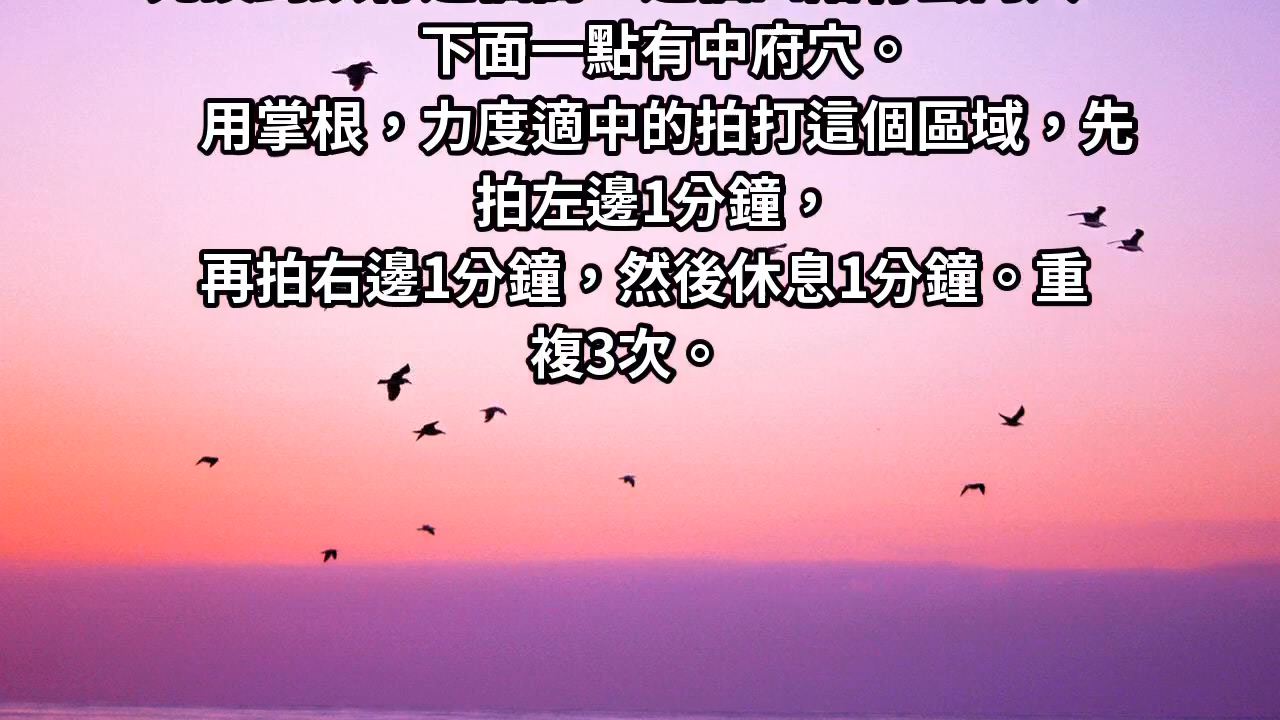 下面一點有中府穴。
用掌根，力度適中的拍打這個區域，先
拍左邊1分鐘，
再拍右邊1分鐘，然後休息1分鐘。重
複3次。